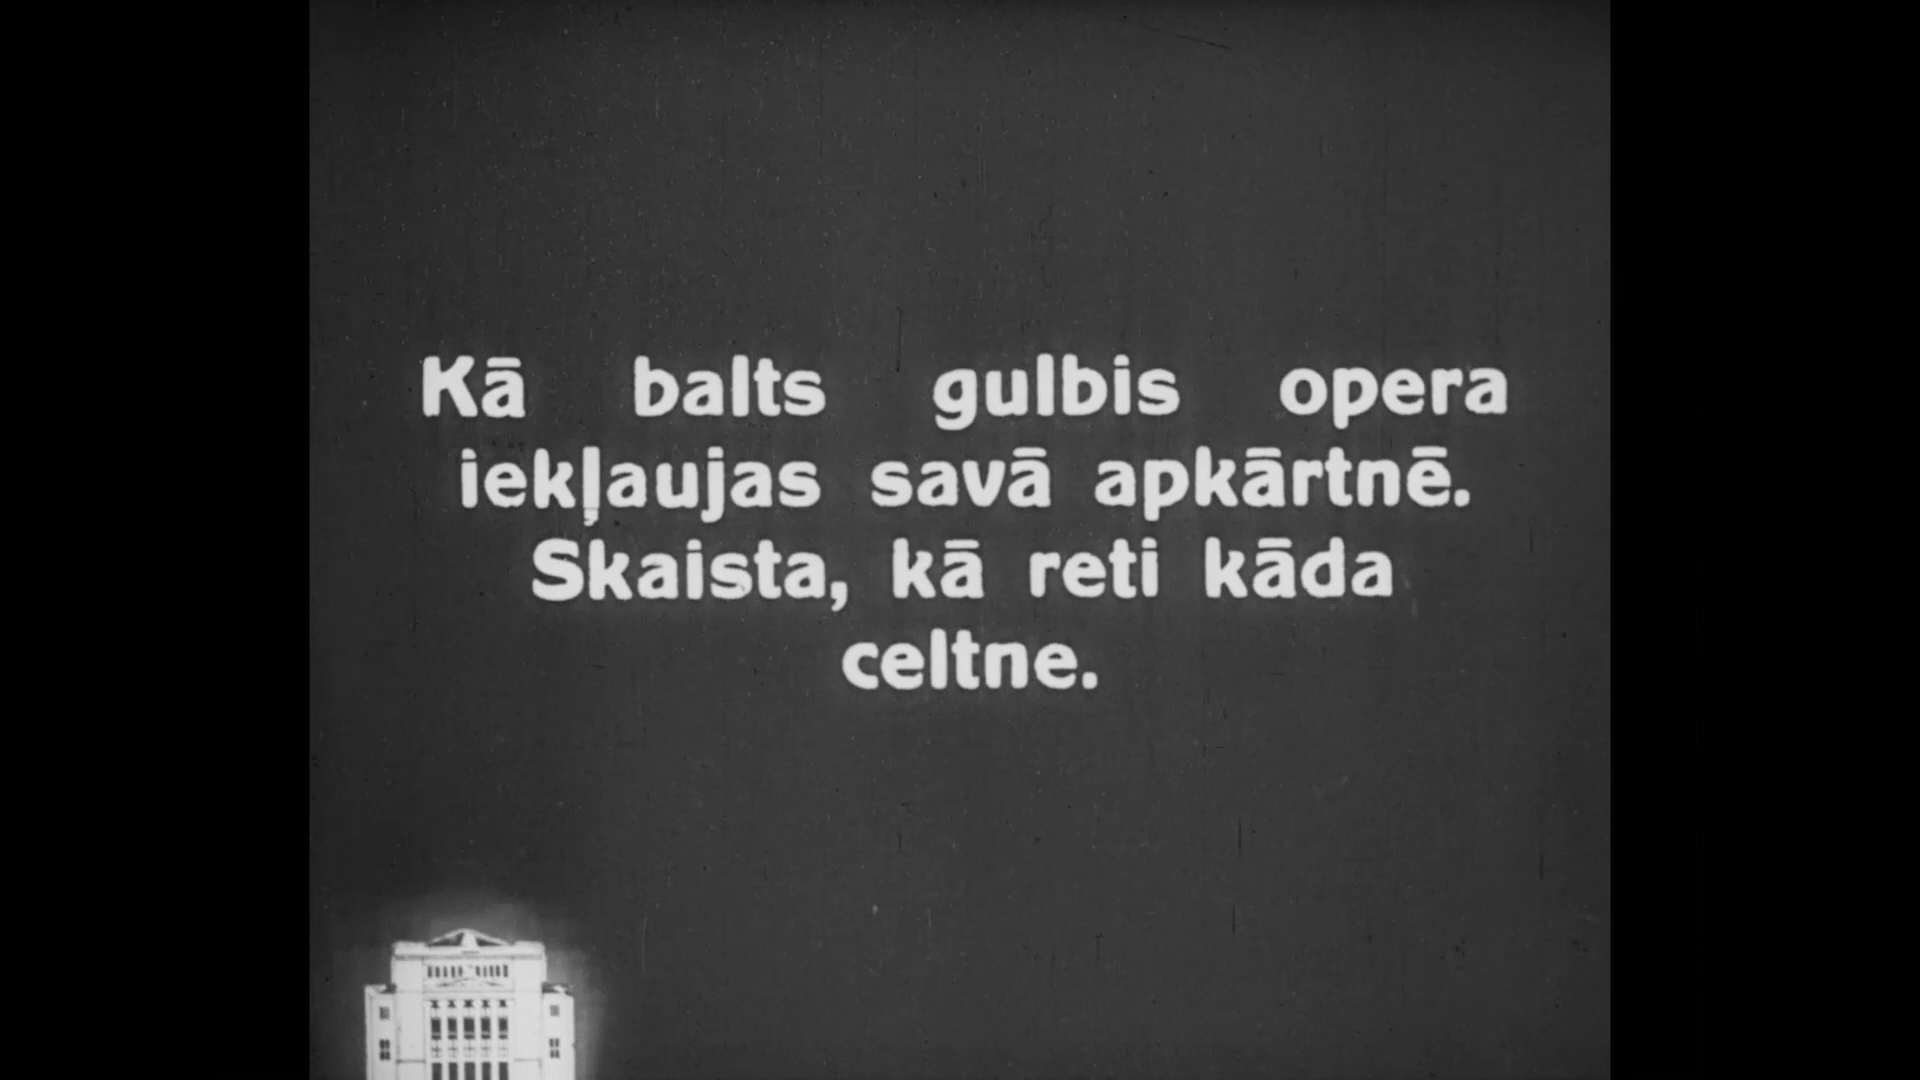 Kā balts gulbis opera
iekļaujas savā apkārtnē.
Skaista, kā reti kāda
celtne.